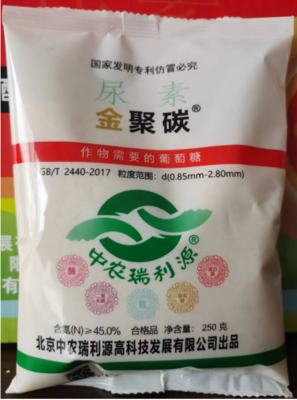 国家发明专利仿冒必究
尿素
金聚碳®
作物需要的葡萄糖
GB/T 2440-2017 粒度范围：d(0.85mm-2.80mm)
中农瑞利源®
含氮(N)≥45.0% 合格品 净含量：250克
北京中农瑞利源高科技发展有限公司出品